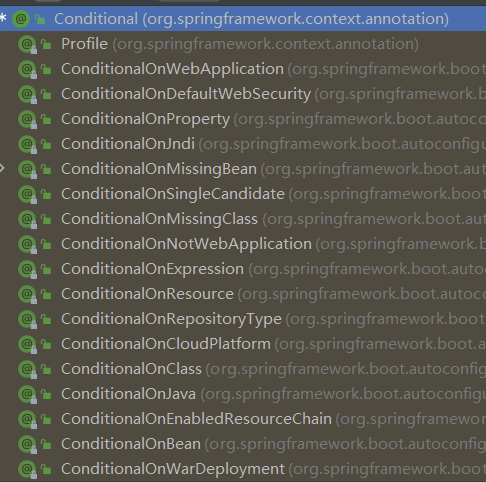 * @ Conditional (org.springframework.context.annotation)
@ Profile (org.springframework.context.annotation)
@ ConditionalOnWebApplication (org.springframework.boot
@ ConditionalOnDefaultWebSecurity (org.springframework.b
@ ConditionalOnProperty (org.springframework.boot.autoco
@ ConditionalOnJndi (org.springframework.boot.autoconfigu
@ ConditionalOnMissingBean (org.springframework.boot.aut
@ ConditionalOnSingleCandidate (org.springframework.boot
@ ConditionalOnMissingClass (org.springframework.boot.aut
@ ConditionalOnNotWebApplication (org.springframework.b
@ ConditionalOnExpression (org.springframework.boot.autoc
@ ConditionalOnResource (org.springframework.boot.autoco
@ ConditionalOnRepositoryType (org.springframework.boot.
@ ConditionalOnCloudPlatform (org.springframework.boot.a
@ ConditionalOnClass (org.springframework.boot.autoconfig
@ ConditionalOnJava (org.springframework.boot.autoconfigu
@ ConditionalOnEnabledResourceChain (org.springframewor
@ ConditionalOnBean (org.springframework.boot.autoconfig
@ ConditionalOnWarDeployment (org.springframework.boot